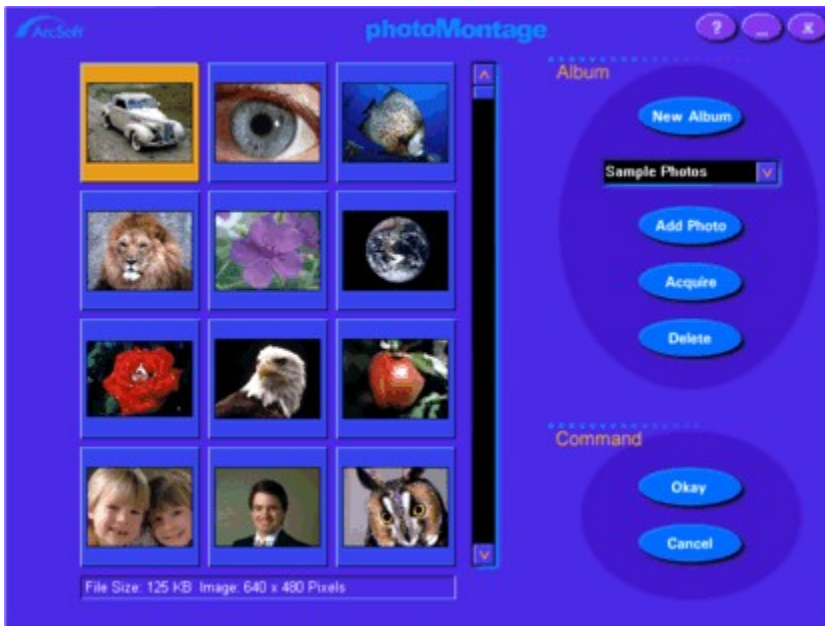 ArcSoft
photoMontage
? _ x
Album
New Album
Sample Photos
Add Photo
Acquire
Delete
Command
Okay
Cancel
File Size: 125 KB Image: 640 x 480 Pixels